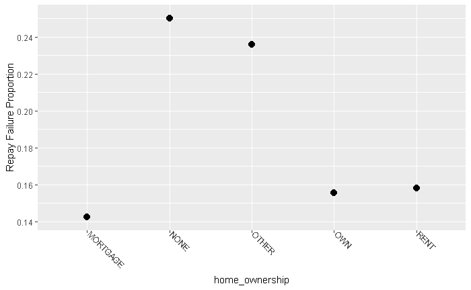 Repay Failure Proportion
0.24
0.22
0.20
0.18
0.16
0.14
MORTGAGE
NONE
OTHER
OWN
RENT
home_ownership